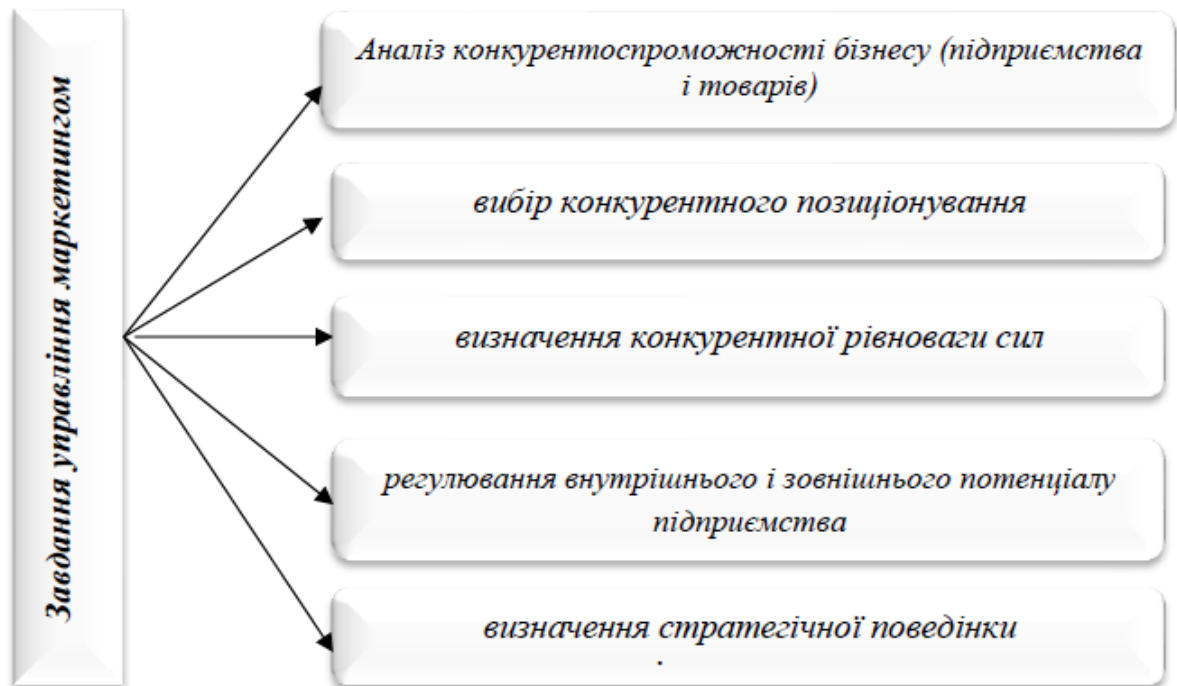 Завдання управління маркетингом
Аналіз конкурентоспроможності бізнесу (підприємства
і товарів)
вибір конкурентного позиціонування
визначення конкурентної рівноваги сил
регулювання внутрішнього і зовнішнього потенціалу
підприємства
визначення стратегічної поведінки
.